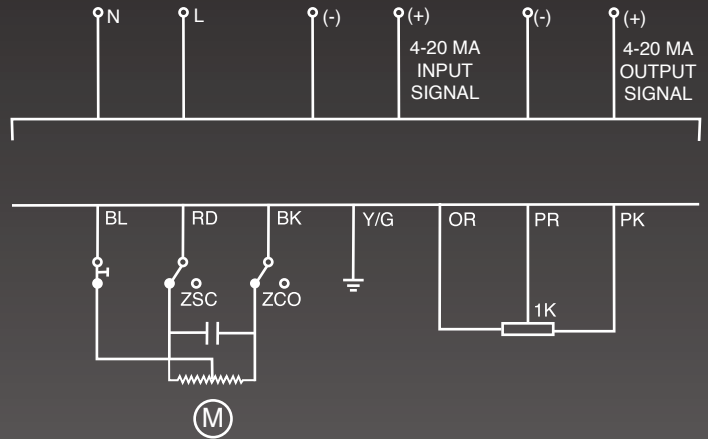 N
L
(-)
(+)
(-)
(+)
4-20 MA
INPUT
SIGNAL
4-20 MA
OUTPUT
SIGNAL
BL
RD
BK
Y/G
OR
PR
PK
ZSC
ZCO
1K
M